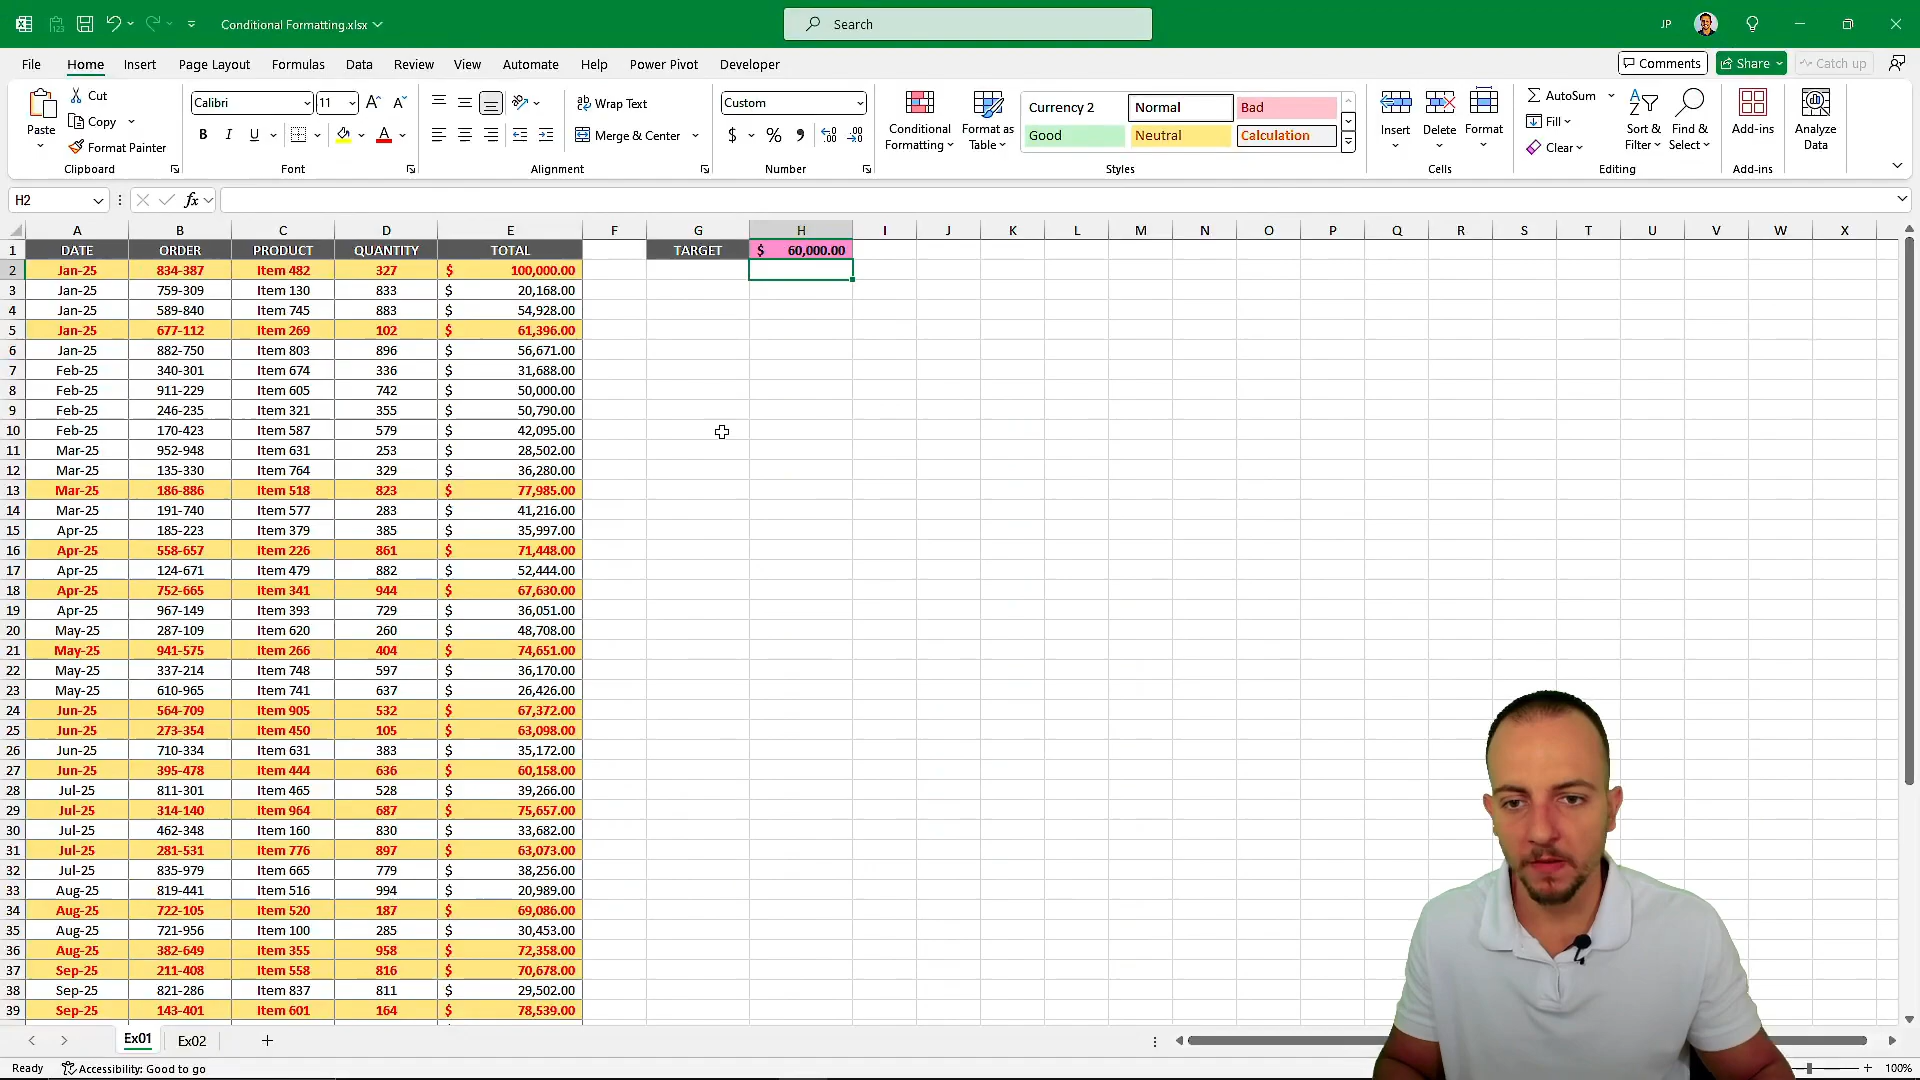 Conditional Formatting.xlsx
Search
JP
File Home Insert Page Layout Formulas Data Review View Automate Help Power Pivot Developer
Comments Share Catch up
Paste
Cut
Copy
Format Painter
Clipboard
Calibri 11
B I U
Font
Wrap Text
Merge & Center
Alignment
Custom
$ % ,
Number
Conditional Formatting
Format as Table
Currency 2 Normal Bad
Good Neutral Calculation
Styles
Insert Delete Format
Cells
AutoSum
Fill
Clear
Sort & Filter
Find & Select
Editing
Add-ins
Add-ins
Analyze Data
H2 fx
A B C D E F G H I J K L M N O P Q R S T U V W X
1 DATE ORDER PRODUCT QUANTITY TOTAL TARGET $ 60,000.00
2 Jan-25 834-387 Item 482 327 $ 100,000.00
3 Jan-25 759-309 Item 130 833 $ 20,168.00
4 Jan-25 589-840 Item 745 883 $ 54,928.00
5 Jan-25 677-112 Item 269 102 $ 61,396.00
6 Jan-25 882-750 Item 803 896 $ 56,671.00
7 Feb-25 340-301 Item 674 336 $ 31,688.00
8 Feb-25 911-229 Item 605 742 $ 50,000.00
9 Feb-25 246-235 Item 321 355 $ 50,790.00
10 Feb-25 170-423 Item 587 579 $ 42,095.00
11 Mar-25 952-948 Item 631 253 $ 28,502.00
12 Mar-25 135-330 Item 764 329 $ 36,280.00
13 Mar-25 186-886 Item 518 823 $ 77,985.00
14 Mar-25 191-740 Item 577 283 $ 41,216.00
15 Apr-25 185-223 Item 379 385 $ 35,997.00
16 Apr-25 558-657 Item 226 861 $ 71,448.00
17 Apr-25 124-671 Item 479 882 $ 52,444.00
18 Apr-25 752-665 Item 341 944 $ 67,630.00
19 Apr-25 967-149 Item 393 729 $ 36,051.00
20 May-25 287-109 Item 620 260 $ 48,708.00
21 May-25 941-575 Item 266 404 $ 74,651.00
22 May-25 337-214 Item 748 597 $ 36,170.00
23 May-25 610-965 Item 741 637 $ 26,426.00
24 Jun-25 564-709 Item 905 532 $ 67,372.00
25 Jun-25 273-354 Item 450 105 $ 63,098.00
26 Jun-25 710-334 Item 631 383 $ 35,172.00
27 Jun-25 395-478 Item 444 636 $ 60,158.00
28 Jul-25 811-301 Item 465 528 $ 39,266.00
29 Jul-25 314-140 Item 964 687 $ 75,657.00
30 Jul-25 462-348 Item 160 830 $ 33,682.00
31 Jul-25 281-531 Item 776 897 $ 63,073.00
32 Jul-25 835-979 Item 665 779 $ 38,256.00
33 Aug-25 819-441 Item 516 994 $ 20,989.00
34 Aug-25 722-105 Item 520 187 $ 69,086.00
35 Aug-25 721-956 Item 100 285 $ 30,453.00
36 Aug-25 382-649 Item 355 958 $ 72,358.00
37 Sep-25 211-408 Item 558 816 $ 70,678.00
38 Sep-25 821-286 Item 837 811 $ 29,502.00
39 Sep-25 143-401 Item 601 164 $ 78,539.00
Ex01 Ex02
Ready Accessibility: Good to go 100%